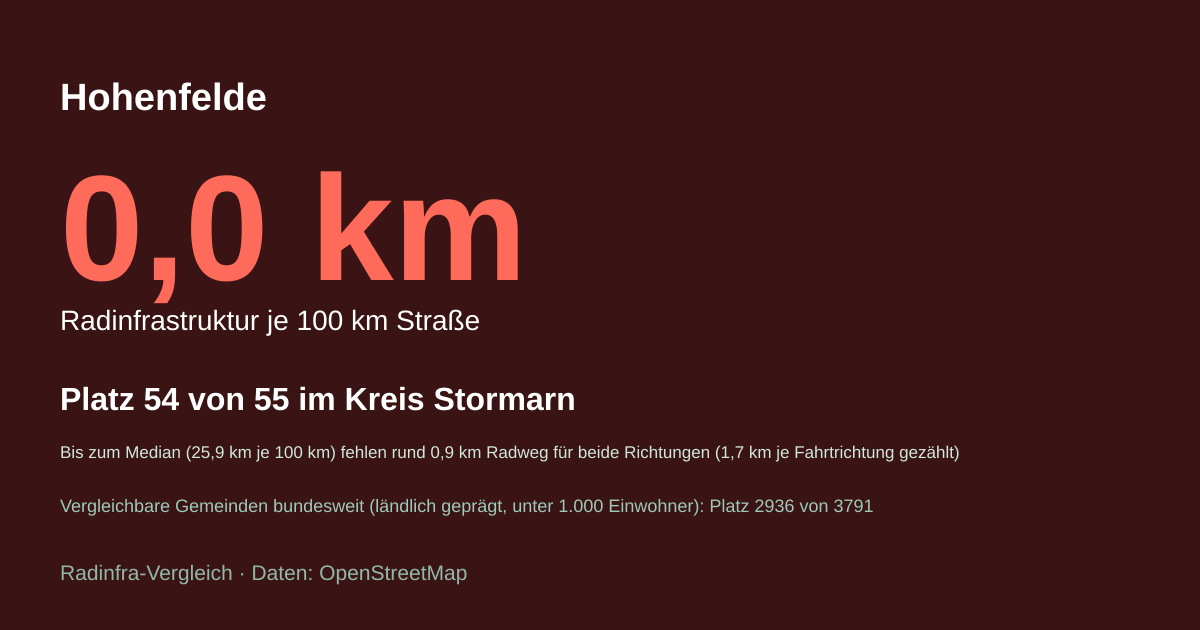 Hohenfelde
0,0 km
Radinfrastruktur je 100 km Straße
Platz 54 von 55 im Kreis Stormarn
Bis zum Median (25,9 km je 100 km) fehlen rund 0,9 km Radweg für beide Richtungen (1,7 km je Fahrtrichtung gezählt)
Vergleichbare Gemeinden bundesweit (ländlich geprägt, unter 1.000 Einwohner): Platz 2936 von 3791
Radinfra-Vergleich · Daten: OpenStreetMap